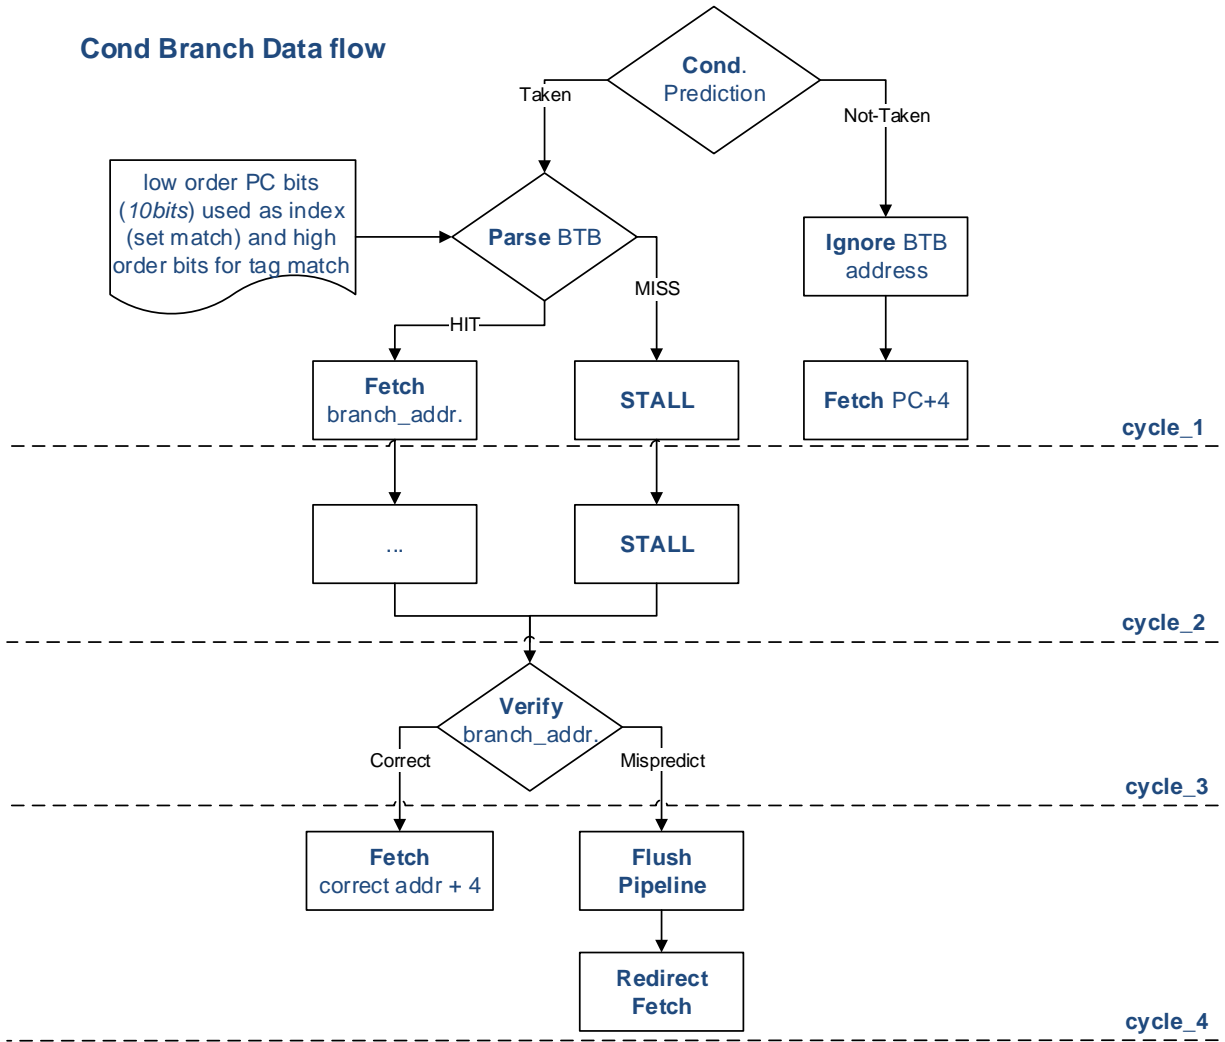 Cond Branch Data flow
Cond.
Prediction
Taken
Not-Taken
low order PC bits
(10bits) used as index
(set match) and high
order bits for tag match
Parse BTB
Ignore BTB
address
MISS
HIT
Fetch
branch_addr.
STALL
Fetch PC+4
cycle_1
...
STALL
cycle_2
Verify
branch_addr.
Correct
Mispredict
cycle_3
Fetch
correct addr + 4
Flush
Pipeline
Redirect
Fetch
cycle_4